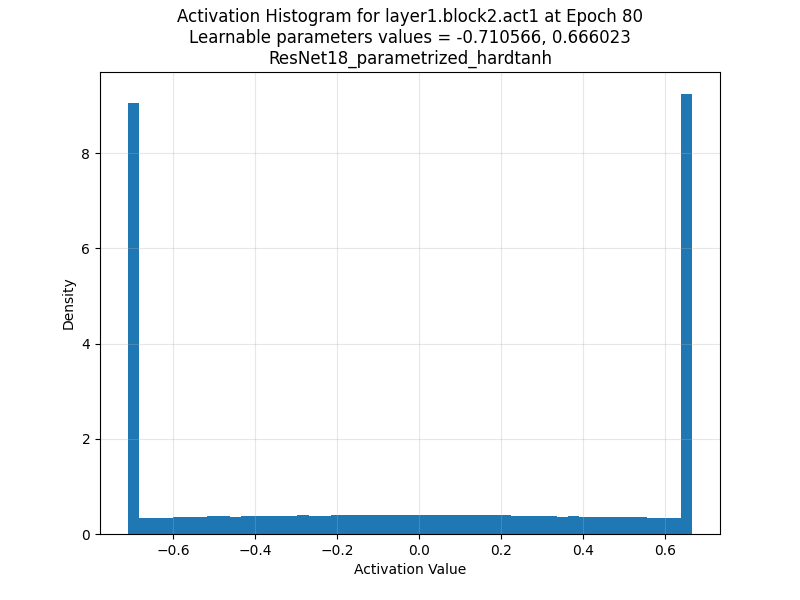 Activation Histogram for layer1.block2.act1 at Epoch 80
Learnable parameters values = -0.710566, 0.666023
ResNet18_parametrized_hardtanh
Density
8
6
4
2
0
−0.6 −0.4 −0.2 0.0 0.2 0.4 0.6
Activation Value